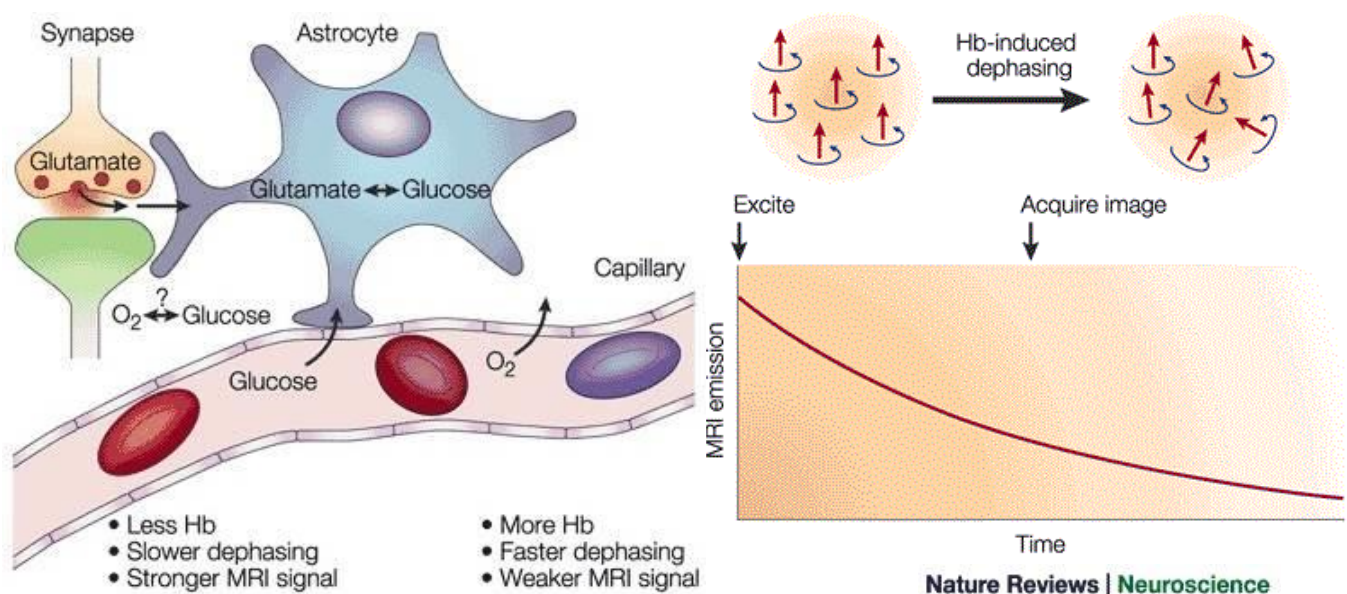 Synapse
Astrocyte
Glutamate
Glutamate ↔ Glucose
Capillary
?
O₂ ↔ Glucose
Glucose
O₂
• Less Hb
• Slower dephasing
• Stronger MRI signal
• More Hb
• Faster dephasing
• Weaker MRI signal
Hb-induced
dephasing
Excite
Acquire image
MRI emission
Time
Nature Reviews | Neuroscience